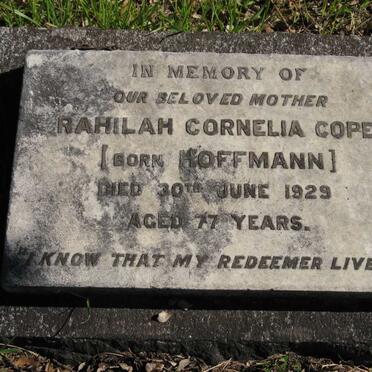 IN MEMORY OF
OUR BELOVED MOTHER
RAHILAH CORNELIA COPE
[BORN HOFFMANN]
DIED 30TH JUNE 1929
AGED 77 YEARS.
"I KNOW THAT MY REDEEMER LIVE